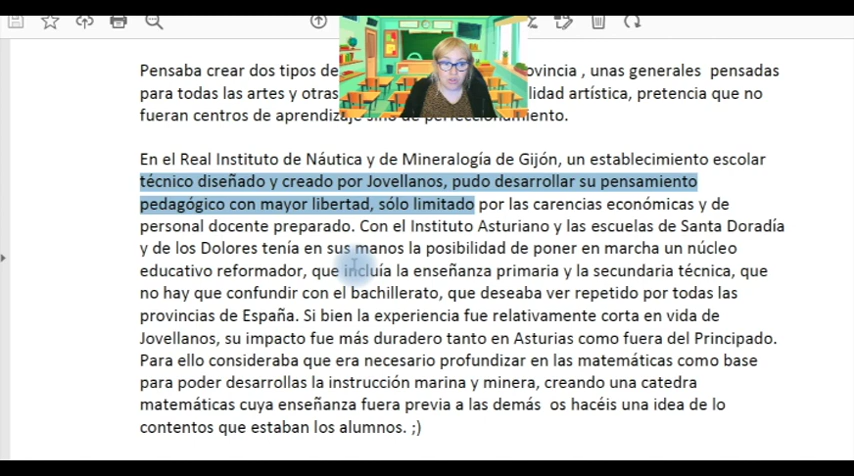 Pensaba crear dos tipos de ovincia , unas generales pensadas
para todas las artes y otras lidad artística, pretencia que no
fueran centros de aprendizaje sino de perfeccionamiento.
En el Real Instituto de Náutica y de Mineralogía de Gijón, un establecimiento escolar
técnico diseñado y creado por Jovellanos, pudo desarrollar su pensamiento
pedagógico con mayor libertad, sólo limitado por las carencias económicas y de
personal docente preparado. Con el Instituto Asturiano y las escuelas de Santa Doradía
y de los Dolores tenía en sus manos la posibilidad de poner en marcha un núcleo
educativo reformador, que incluía la enseñanza primaria y la secundaria técnica, que
no hay que confundir con el bachillerato, que deseaba ver repetido por todas las
provincias de España. Si bien la experiencia fue relativamente corta en vida de
Jovellanos, su impacto fue más duradero tanto en Asturias como fuera del Principado.
Para ello consideraba que era necesario profundizar en las matemáticas como base
para poder desarrollas la instrucción marina y minera, creando una catedra
matemáticas cuya enseñanza fuera previa a las demás os hacéis una idea de lo
contentos que estaban los alumnos. ;)